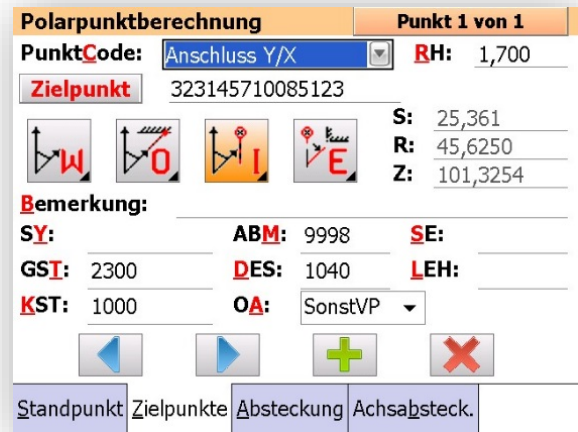 Polarpunktberechnung Punkt 1 von 1
PunktCode: Anschluss Y/X RH: 1,700
Zielpunkt 323145710085123
S: 25,361
W O I E R: 45,6250
Z: 101,3254
Bemerkung:
SY: ABM: 9998 SE:
GST: 2300 DES: 1040 LEH:
KST: 1000 OA: SonstVP
Standpunkt Zielpunkte Absteckung Achsabsteck.